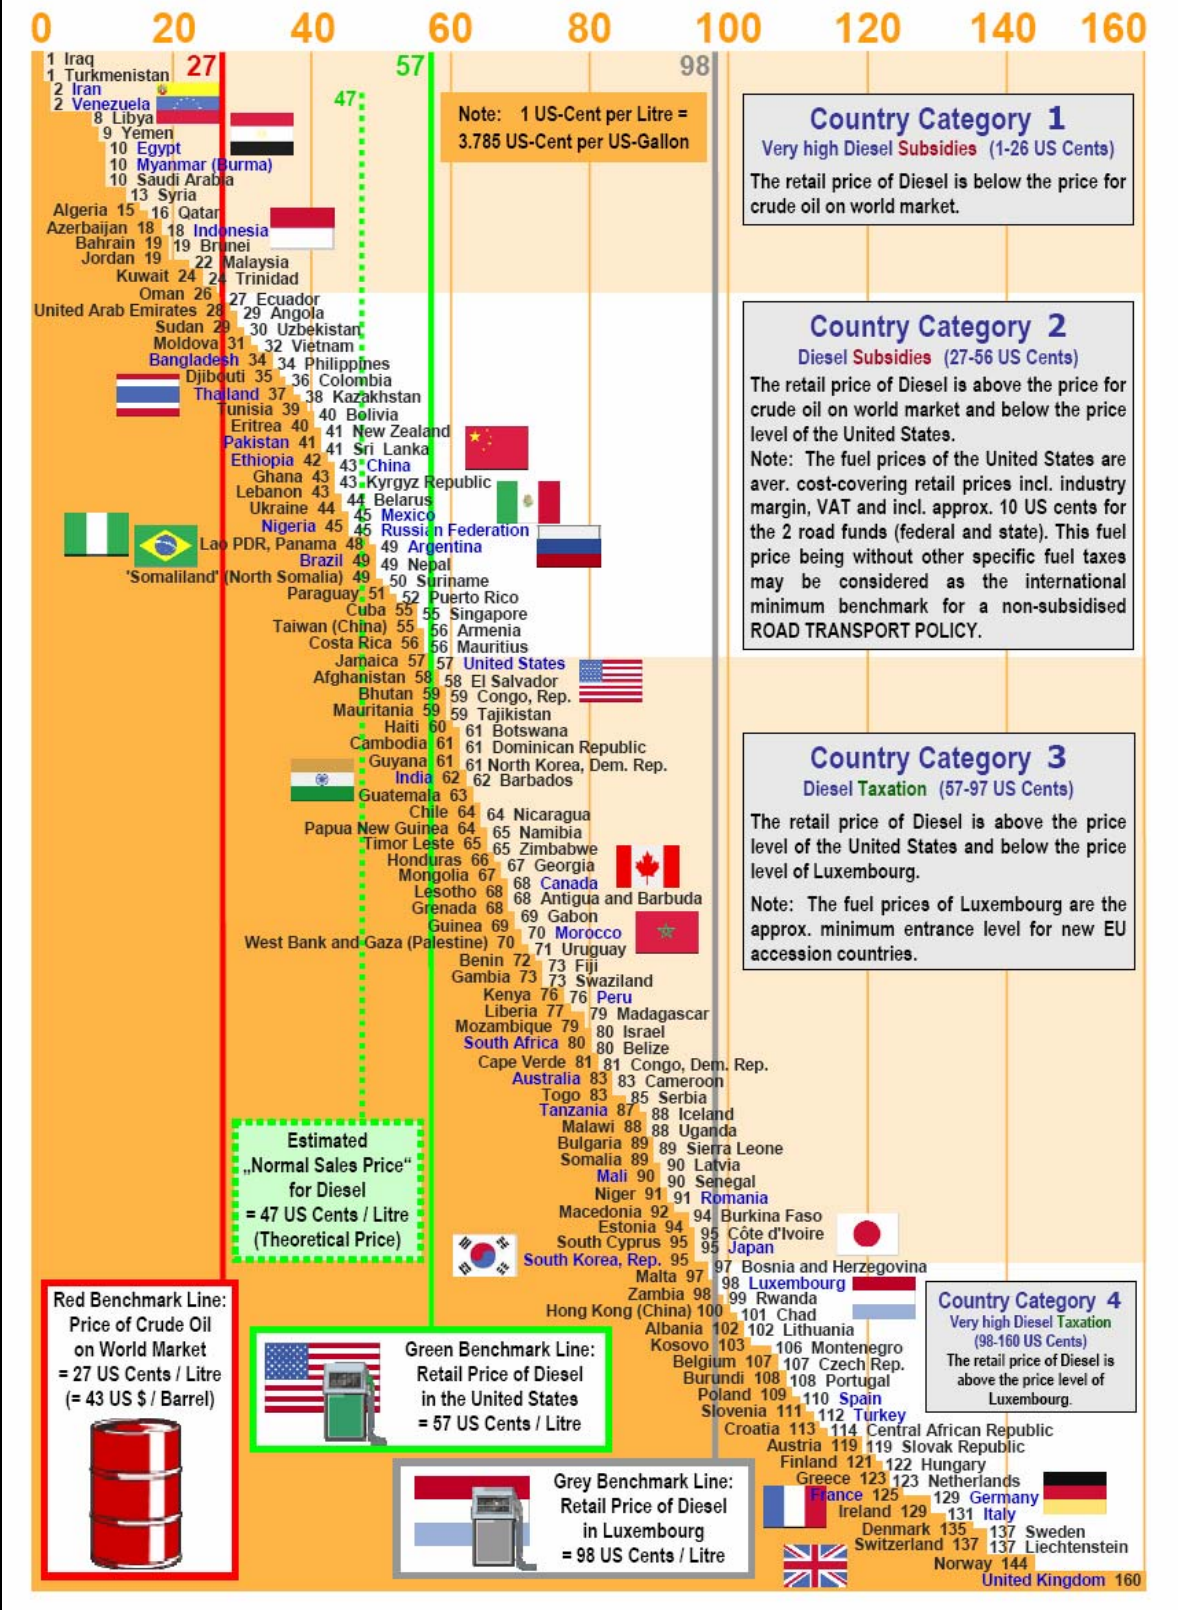 0 20 40 60 80 100 120 140 160
27
57
98
47
1 Iraq
1 Turkmenistan
2 Iran
2 Venezuela
8 Libya
9 Yemen
10 Egypt
10 Myanmar (Burma)
10 Saudi Arabia
13 Syria
Algeria 15
16 Qatar
Azerbaijan 18
18 Indonesia
Bahrain 19
19 Brunei
Jordan 19
22 Malaysia
Kuwait 24
24 Trinidad
Oman 26
27 Ecuador
United Arab Emirates 28
29 Angola
Sudan 29
30 Uzbekistan
Moldova 31
32 Vietnam
Bangladesh 34
34 Philippines
Djibouti 35
36 Colombia
Thailand 37
38 Kazakhstan
Tunisia 39
40 Bolivia
Eritrea 40
41 New Zealand
Pakistan 41
41 Sri Lanka
Ethiopia 42
43 China
Ghana 43
43 Kyrgyz Republic
Lebanon 43
44 Belarus
Ukraine 44
45 Mexico
Nigeria 45
45 Russian Federation
Lao PDR, Panama 48
49 Argentina
Brazil 49
49 Nepal
'Somaliland' (North Somalia) 49
50 Suriname
Paraguay 51
52 Puerto Rico
Cuba 55
55 Singapore
Taiwan (China) 55
56 Armenia
Costa Rica 56
56 Mauritius
Jamaica 57
57 United States
Afghanistan 58
58 El Salvador
Bhutan 59
59 Congo, Rep.
Mauritania 59
59 Tajikistan
Haiti 60
61 Botswana
Cambodia 61
61 Dominican Republic
Guyana 61
61 North Korea, Dem. Rep.
India 62
62 Barbados
Guatemala 63
Chile 64
64 Nicaragua
Papua New Guinea 64
65 Namibia
Timor Leste 65
65 Zimbabwe
Honduras 66
67 Georgia
Mongolia 67
68 Canada
Lesotho 68
68 Antigua and Barbuda
Grenada 68
69 Gabon
Guinea 69
70 Morocco
West Bank and Gaza (Palestine) 70
71 Uruguay
Benin 72
73 Fiji
Gambia 73
73 Swaziland
Kenya 76
76 Peru
Liberia 77
79 Madagascar
Mozambique 79
80 Israel
South Africa 80
80 Belize
Cape Verde 81
81 Congo, Dem. Rep.
Australia 83
83 Cameroon
Togo 83
85 Serbia
Tanzania 87
88 Iceland
Malawi 88
88 Uganda
Bulgaria 89
89 Sierra Leone
Somalia 89
90 Latvia
Mali 90
90 Senegal
Niger 91
91 Romania
Macedonia 92
94 Burkina Faso
Estonia 94
95 Côte d'Ivoire
South Cyprus 95
95 Japan
South Korea, Rep. 95
97 Bosnia and Herzegovina
Malta 97
98 Luxembourg
Zambia 98
99 Rwanda
Hong Kong (China) 100
101 Chad
Albania 102
102 Lithuania
Kosovo 103
106 Montenegro
Belgium 107
107 Czech Rep.
Burundi 108
108 Portugal
Poland 109
110 Spain
Slovenia 111
112 Turkey
Croatia 113
114 Central African Republic
Austria 119
119 Slovak Republic
Finland 121
122 Hungary
Greece 123
123 Netherlands
France 125
129 Germany
Ireland 129
131 Italy
Denmark 135
137 Sweden
Switzerland 137
137 Liechtenstein
Norway 144
United Kingdom 160
Note: 1 US-Cent per Litre =
3.785 US-Cent per US-Gallon
Country Category 1
Very high Diesel Subsidies (1-26 US Cents)
The retail price of Diesel is below the price for
crude oil on world market.
Country Category 2
Diesel Subsidies (27-56 US Cents)
The retail price of Diesel is above the price for
crude oil on world market and below the price
level of the United States.
Note: The fuel prices of the United States are
aver. cost-covering retail prices incl. industry
margin, VAT and incl. approx. 10 US cents for
the 2 road funds (federal and state). This fuel
price being without other specific fuel taxes
may be considered as the international
minimum benchmark for a non-subsidised
ROAD TRANSPORT POLICY.
Country Category 3
Diesel Taxation (57-97 US Cents)
The retail price of Diesel is above the price
level of the United States and below the price
level of Luxembourg.
Note: The fuel prices of Luxembourg are the
approx. minimum entrance level for new EU
accession countries.
Country Category 4
Very high Diesel Taxation
(98-160 US Cents)
The retail price of Diesel is
above the price level of
Luxembourg.
Estimated
„Normal Sales Price“
for Diesel
= 47 US Cents / Litre
(Theoretical Price)
Red Benchmark Line:
Price of Crude Oil
on World Market
= 27 US Cents / Litre
(= 43 US $ / Barrel)
Green Benchmark Line:
Retail Price of Diesel
in the United States
= 57 US Cents / Litre
Grey Benchmark Line:
Retail Price of Diesel
in Luxembourg
= 98 US Cents / Litre